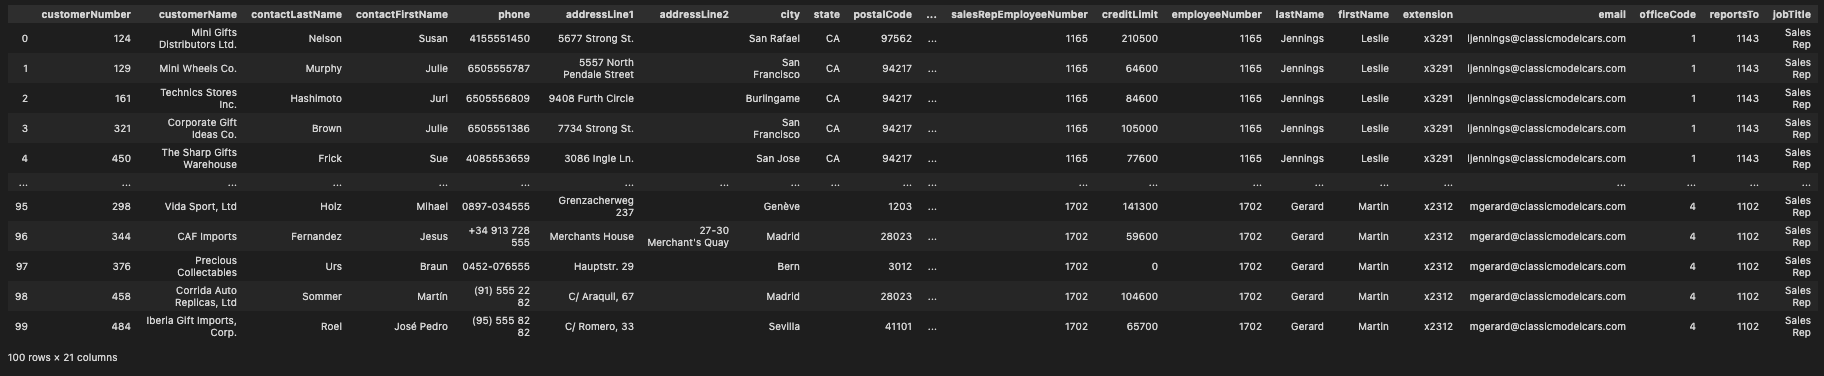 customerNumber customerName contactLastName contactFirstName phone addressLine1 addressLine2 city state postalCode ... salesRepEmployeeNumber creditLimit employeeNumber lastName firstName extension email officeCode reportsTo jobTitle
0 124 Mini Gifts Distributors Ltd. Nelson Susan 4155551450 5677 Strong St. San Rafael CA 97562 ... 1165 210500 1165 Jennings Leslie x3291 ljennings@classicmodelcars.com 1 1143 Sales Rep
1 129 Mini Wheels Co. Murphy Julie 6505555787 5557 North Pendale Street San Francisco CA 94217 ... 1165 64600 1165 Jennings Leslie x3291 ljennings@classicmodelcars.com 1 1143 Sales Rep
2 161 Technics Stores Inc. Hashimoto Juri 6505556809 9408 Furth Circle Burlingame CA 94217 ... 1165 84600 1165 Jennings Leslie x3291 ljennings@classicmodelcars.com 1 1143 Sales Rep
3 321 Corporate Gift Ideas Co. Brown Julie 6505551386 7734 Strong St. San Francisco CA 94217 ... 1165 105000 1165 Jennings Leslie x3291 ljennings@classicmodelcars.com 1 1143 Sales Rep
4 450 The Sharp Gifts Warehouse Frick Sue 4085553659 3086 Ingle Ln. San Jose CA 94217 ... 1165 77600 1165 Jennings Leslie x3291 ljennings@classicmodelcars.com 1 1143 Sales Rep
... ... ... ... ... ... ... ... ... ... ... ... ... ... ... ... ... ... ... ... ... ...
95 298 Vida Sport, Ltd Holz Mihael 0897-034555 Grenzacherweg 237 Genève 1203 ... 1702 141300 1702 Gerard Martin x2312 mgerard@classicmodelcars.com 4 1102 Sales Rep
96 344 CAF Imports Fernandez Jesus +34 913 728 555 Merchants House 27-30 Merchant's Quay Madrid 28023 ... 1702 59600 1702 Gerard Martin x2312 mgerard@classicmodelcars.com 4 1102 Sales Rep
97 376 Precious Collectables Urs Braun 0452-076555 Hauptstr. 29 Bern 3012 ... 1702 0 1702 Gerard Martin x2312 mgerard@classicmodelcars.com 4 1102 Sales Rep
98 458 Corrida Auto Replicas, Ltd Sommer Martín (91) 555 22 82 C/ Araquil, 67 Madrid 28023 ... 1702 104600 1702 Gerard Martin x2312 mgerard@classicmodelcars.com 4 1102 Sales Rep
99 484 Iberia Gift Imports, Corp. Roel José Pedro (95) 555 82 82 C/ Romero, 33 Sevilla 41101 ... 1702 65700 1702 Gerard Martin x2312 mgerard@classicmodelcars.com 4 1102 Sales Rep
100 rows × 21 columns